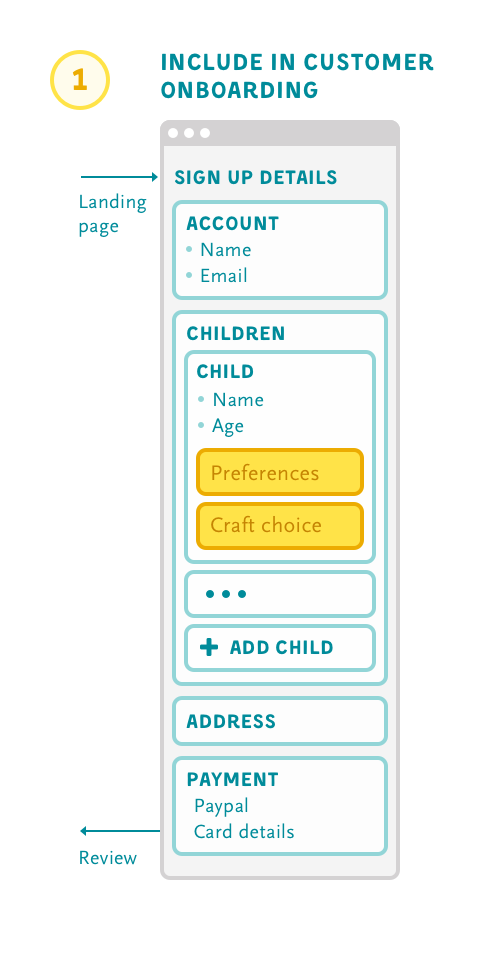 1
INCLUDE IN CUSTOMER
ONBOARDING
Landing
page
SIGN UP DETAILS
ACCOUNT
• Name
• Email
CHILDREN
CHILD
• Name
• Age
Preferences
Craft choice
•••
+ ADD CHILD
ADDRESS
PAYMENT
Paypal
Card details
Review